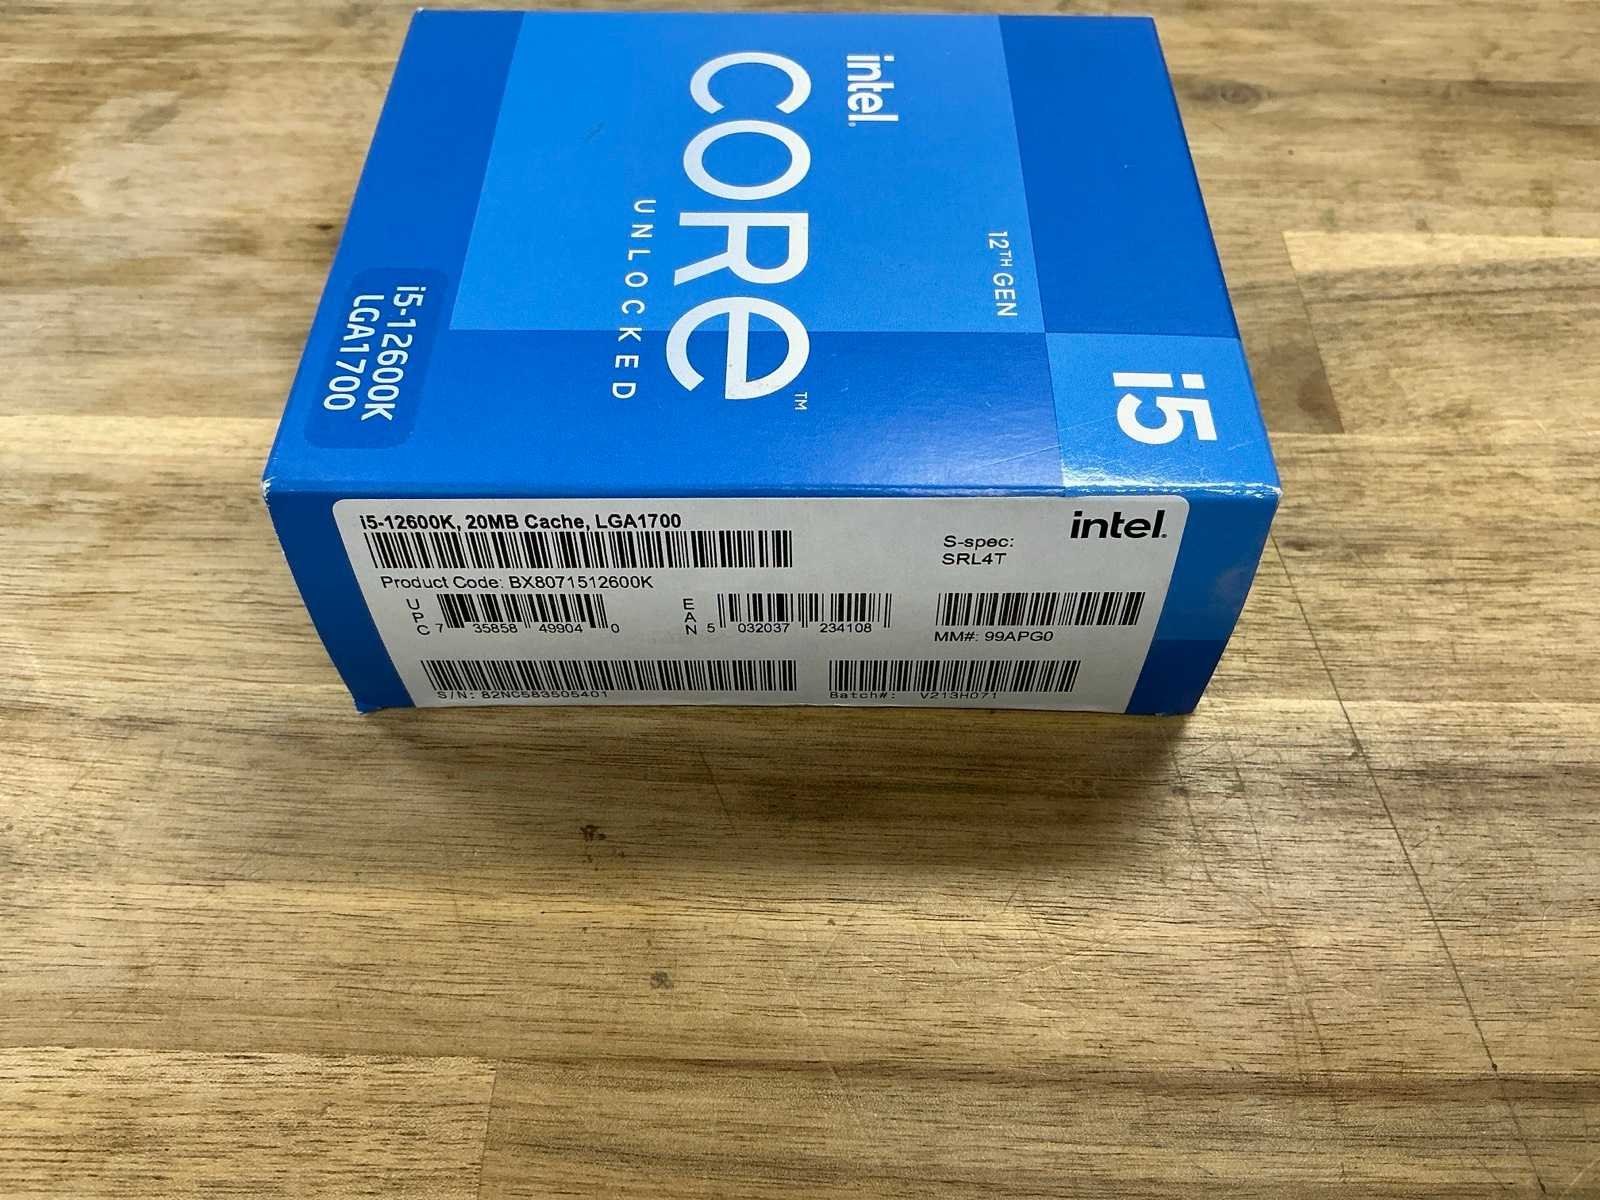 intel.
CORe™
UNLOCKED
12TH GEN
i5
i5-12600K
LGA1700
i5-12600K, 20MB Cache, LGA1700
intel.
S-spec:
SRL4T
Product Code: BX8071512600K
UPC 7 35858 49904 0
EAN 5 032037 234108
MM#: 99APG0
S/N: 82NC583505401
Batch#: V213H071